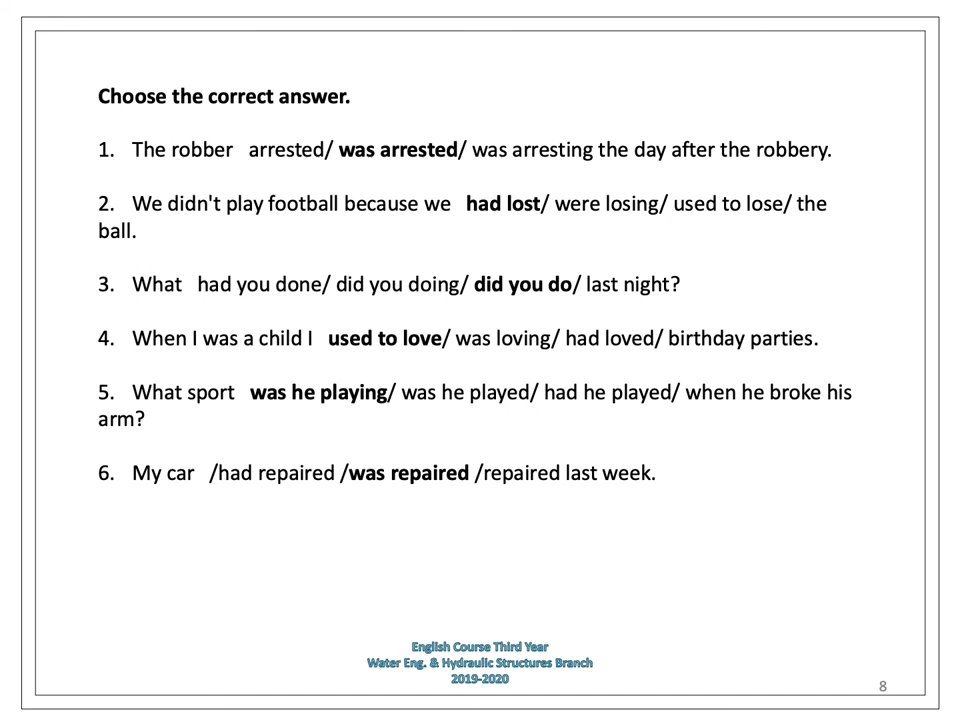 Choose the correct answer.
1. The robber arrested/ was arrested/ was arresting the day after the robbery.
2. We didn't play football because we had lost/ were losing/ used to lose/ the
ball.
3. What had you done/ did you doing/ did you do/ last night?
4. When I was a child I used to love/ was loving/ had loved/ birthday parties.
5. What sport was he playing/ was he played/ had he played/ when he broke his
arm?
6. My car /had repaired /was repaired /repaired last week.
English Course Third Year
Water Eng. & Hydraulic Structures Branch
2019-2020
8